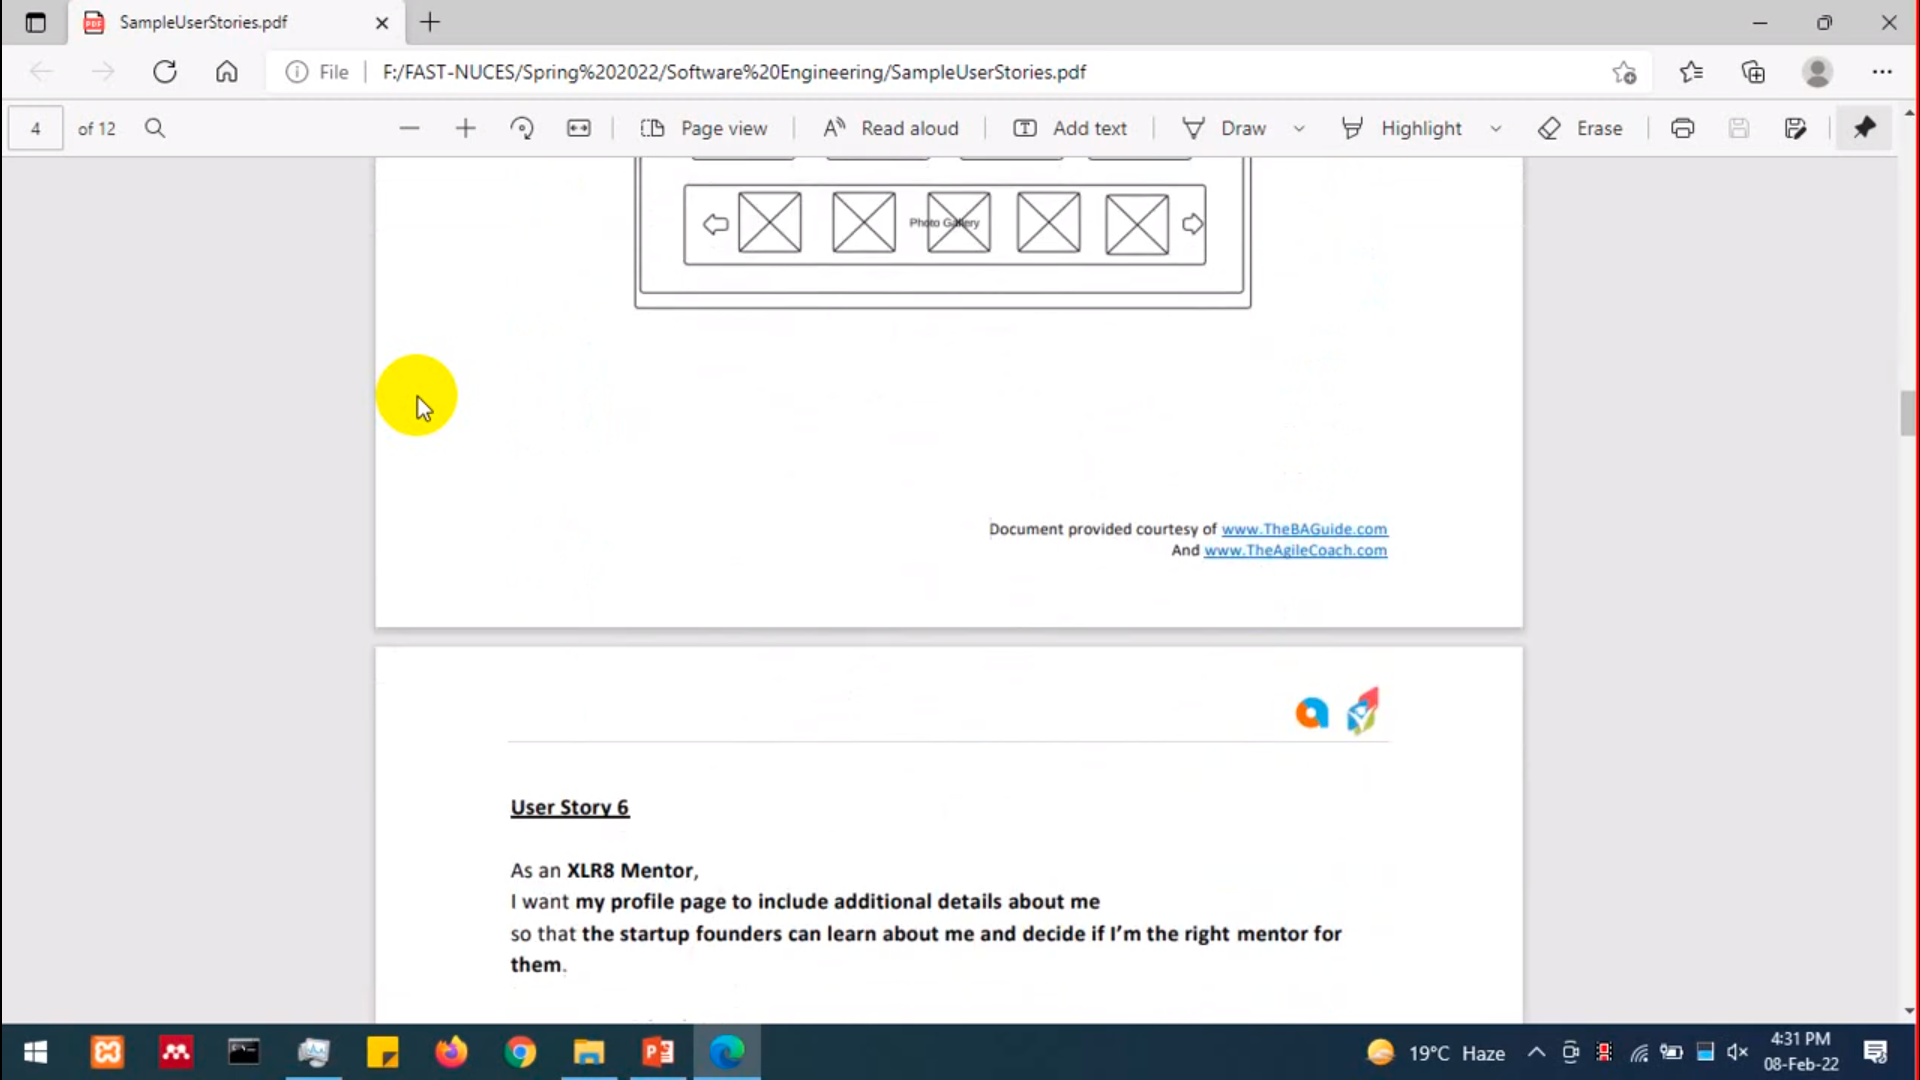 SampleUserStories.pdf
File F:/FAST-NUCES/Spring%202022/Software%20Engineering/SampleUserStories.pdf
4 of 12 Page view Read aloud Add text Draw Highlight Erase
Photo Gallery
Document provided courtesy of www.TheBAGuide.com
And www.TheAgileCoach.com
User Story 6
As an XLR8 Mentor,
I want my profile page to include additional details about me
so that the startup founders can learn about me and decide if I'm the right mentor for
them.
19°C Haze
4:31 PM
08-Feb-22